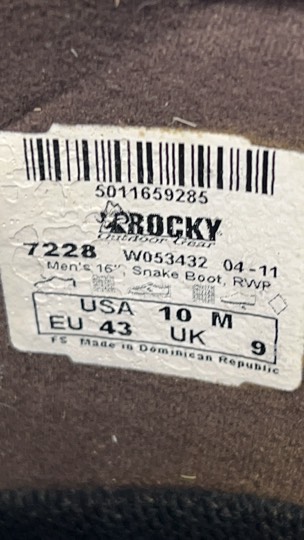 5011659285
ROCKY
Outdoor Gear
7228 W053432 04-11
Men's 16" Snake Boot, RWP
USA 10 M
EU 43 UK 9
FS Made in Dominican Republic